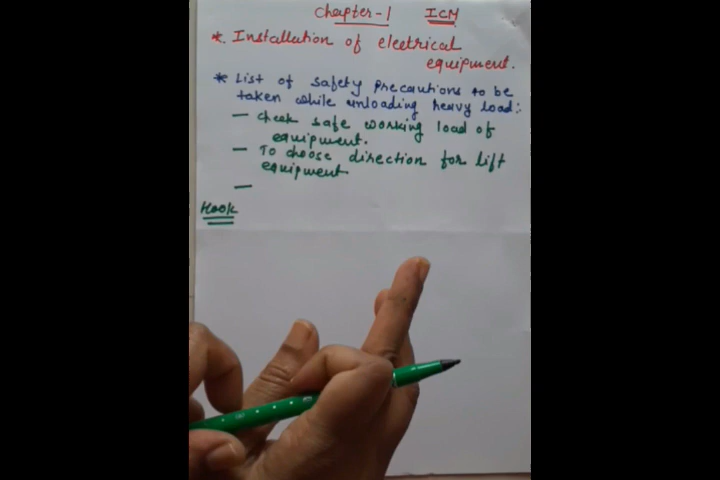 Chapter-1 ICM
* Installation of electrical
equipment.
* List of safety precautions to be
taken while unloading heavy load:
- check safe working load of
equipment.
- To choose direction for lift
equipment
-
Hook